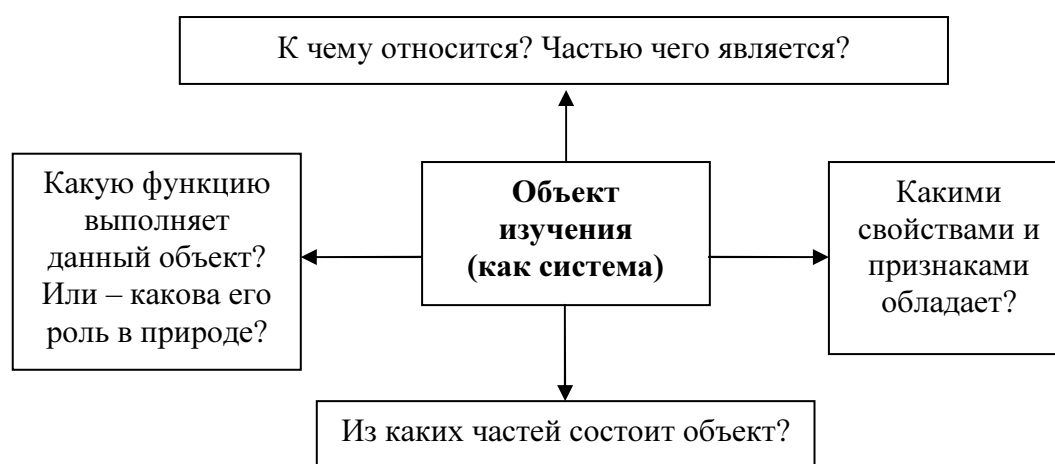 К чему относится? Частью чего является?
Какую функцию
выполняет
данный объект?
Или – какова его
роль в природе?
Объект
изучения
(как система)
Какими
свойствами и
признаками
обладает?
Из каких частей состоит объект?